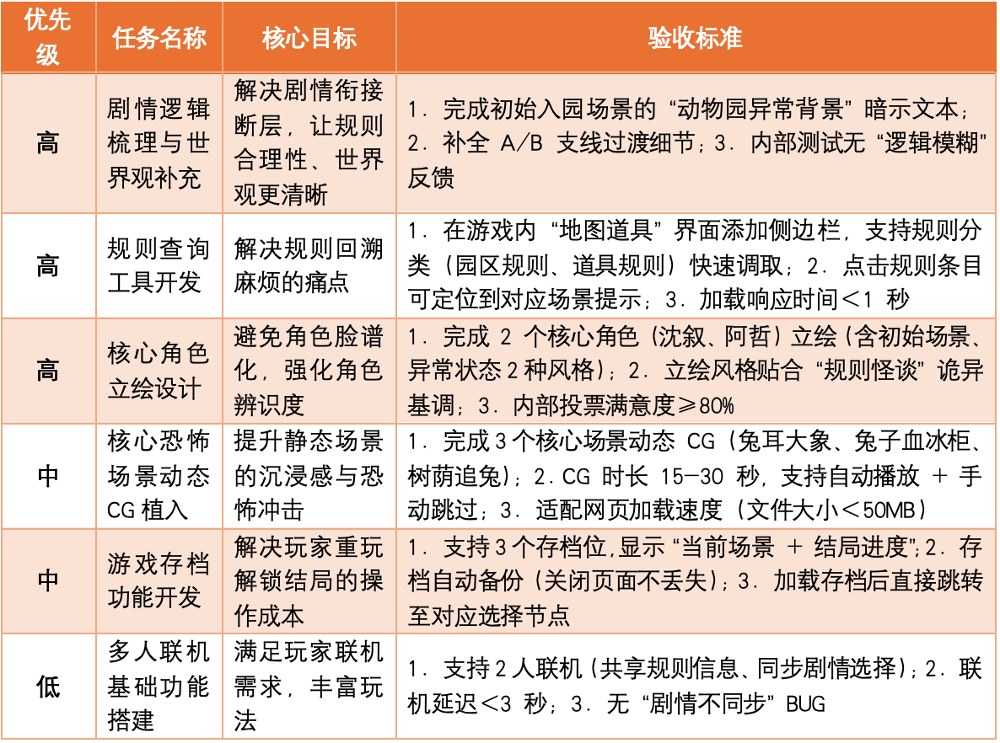 优先
级
任务名称
核心目标
验收标准
高
剧情逻辑
梳理与世
界观补充
解决剧情衔接
断层，让规则
合理性、世界
观更清晰
1. 完成初始入园场景的“动物园异常背景”暗示文本；
2. 补全 A/B 支线过渡细节；3. 内部测试无“逻辑模糊”
反馈
高
规则查询
工具开发
解决规则回溯
麻烦的痛点
1. 在游戏内“地图道具”界面添加侧边栏，支持规则分
类（园区规则、道具规则）快速调取；2. 点击规则条目
可定位到对应场景提示；3. 加载响应时间＜1 秒
高
核心角色
立绘设计
避免角色脸谱
化，强化角色
辨识度
1. 完成 2 个核心角色（沈叙、阿哲）立绘（含初始场景、
异常状态2种风格）；2. 立绘风格贴合“规则怪谈”诡异
基调；3. 内部投票满意度≥80%
中
核心恐怖
场景动态
CG植入
提升静态场景
的沉浸感与恐
怖冲击
1. 完成3个核心场景动态 CG（兔耳大象、兔子血冰柜、
树荫追兔）；2. CG 时长 15-30 秒，支持自动播放 + 手
动跳过；3. 适配网页加载速度（文件大小＜50MB）
中
游戏存档
功能开发
解决玩家重玩
解锁结局的操
作成本
1. 支持3个存档位,显示“当前场景 + 结局进度”；2. 存
档自动备份（关闭页面不丢失）；3. 加载存档后直接跳转
至对应选择节点
低
多人联机
基础功能
搭建
满足玩家联机
需求，丰富玩
法
1. 支持2人联机（共享规则信息、同步剧情选择）；2. 联
机延迟＜3 秒；3. 无“剧情不同步”BUG